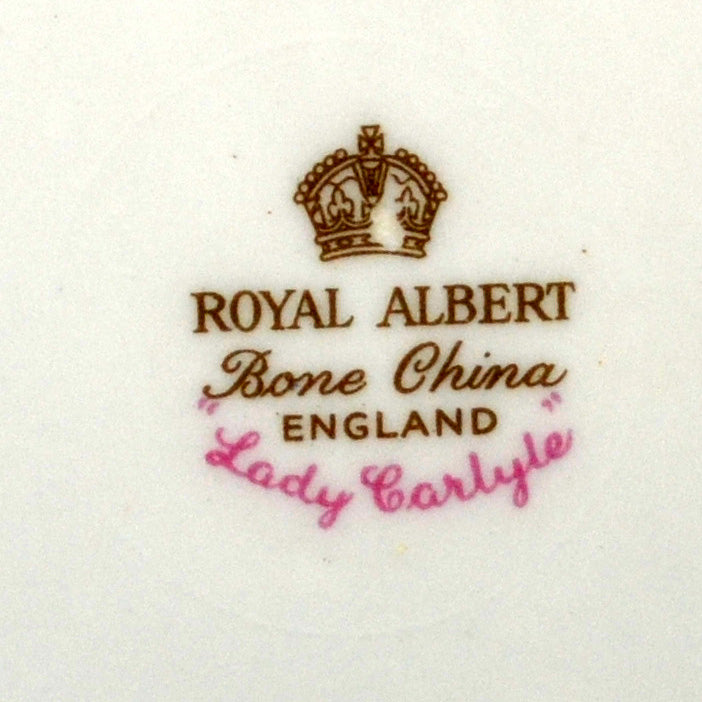 ROYAL ALBERT
Bone China
ENGLAND
"Lady Carlyle"